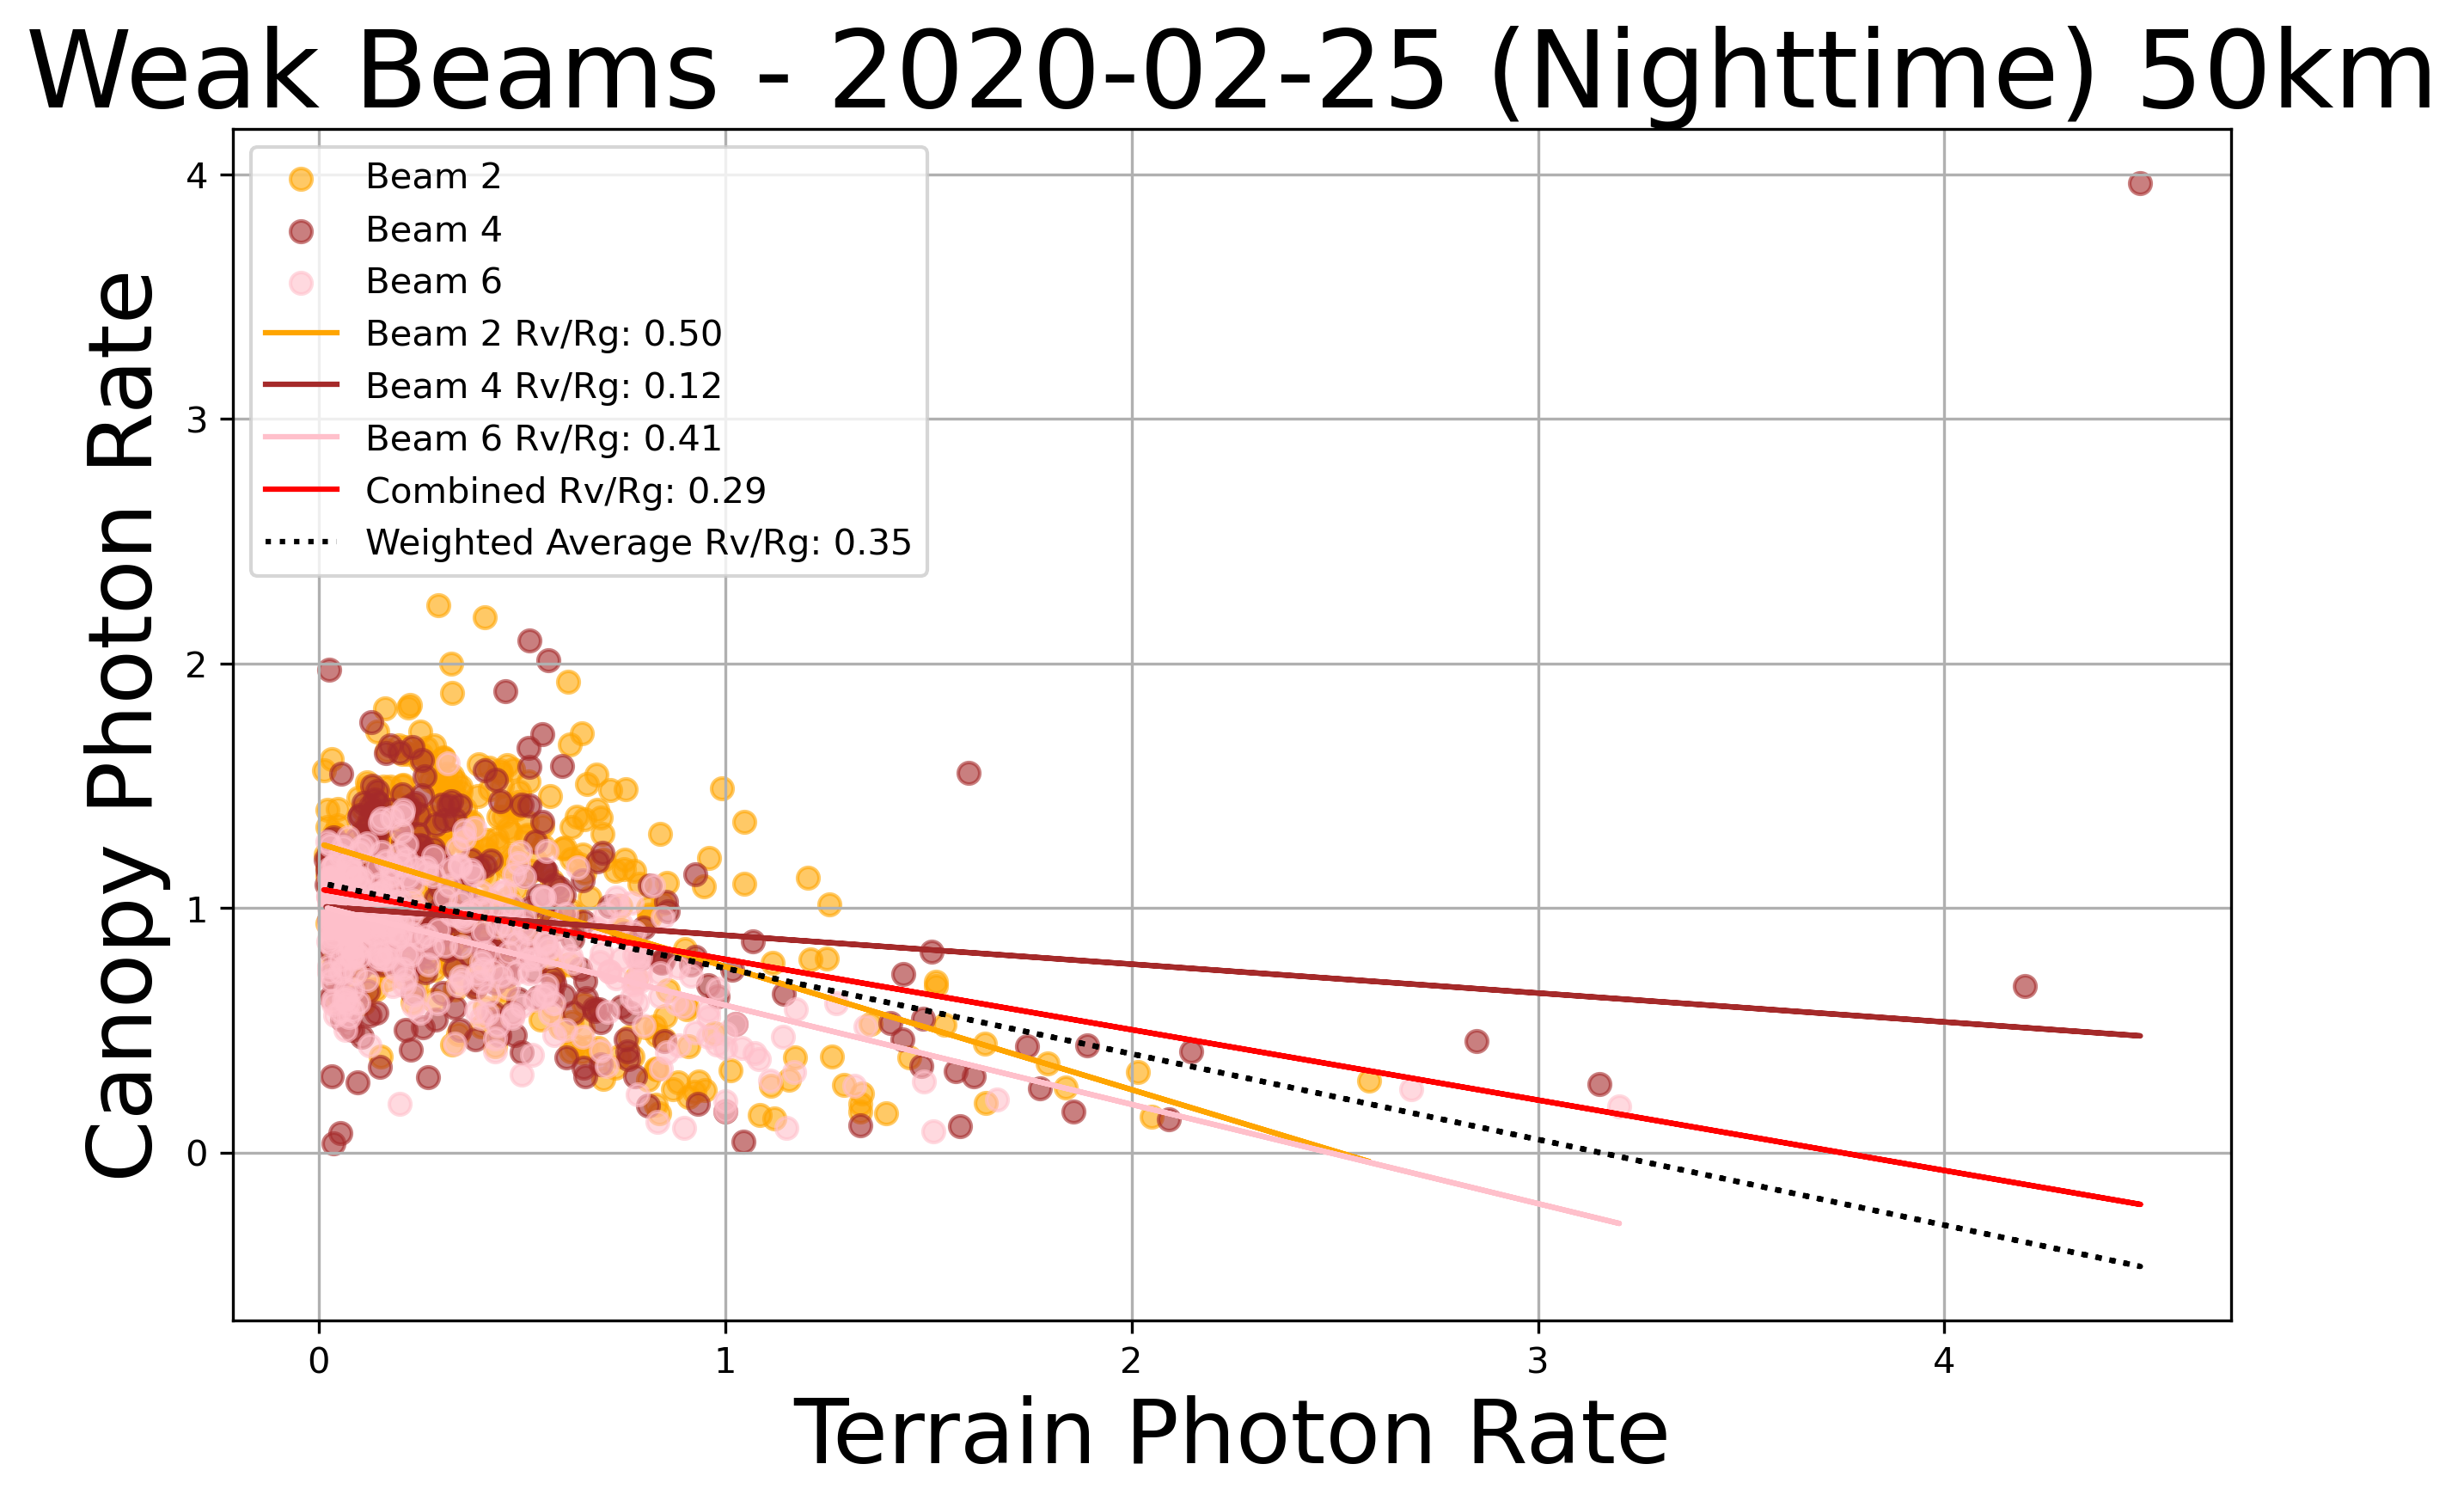 Weak Beams - 2020-02-25 (Nighttime) 50km
Beam 2
Beam 4
Beam 6
Beam 2 Rv/Rg: 0.50
Beam 4 Rv/Rg: 0.12
Beam 6 Rv/Rg: 0.41
Combined Rv/Rg: 0.29
Weighted Average Rv/Rg: 0.35
Canopy Photon Rate
4
3
2
1
0
0 1 2 3 4
Terrain Photon Rate